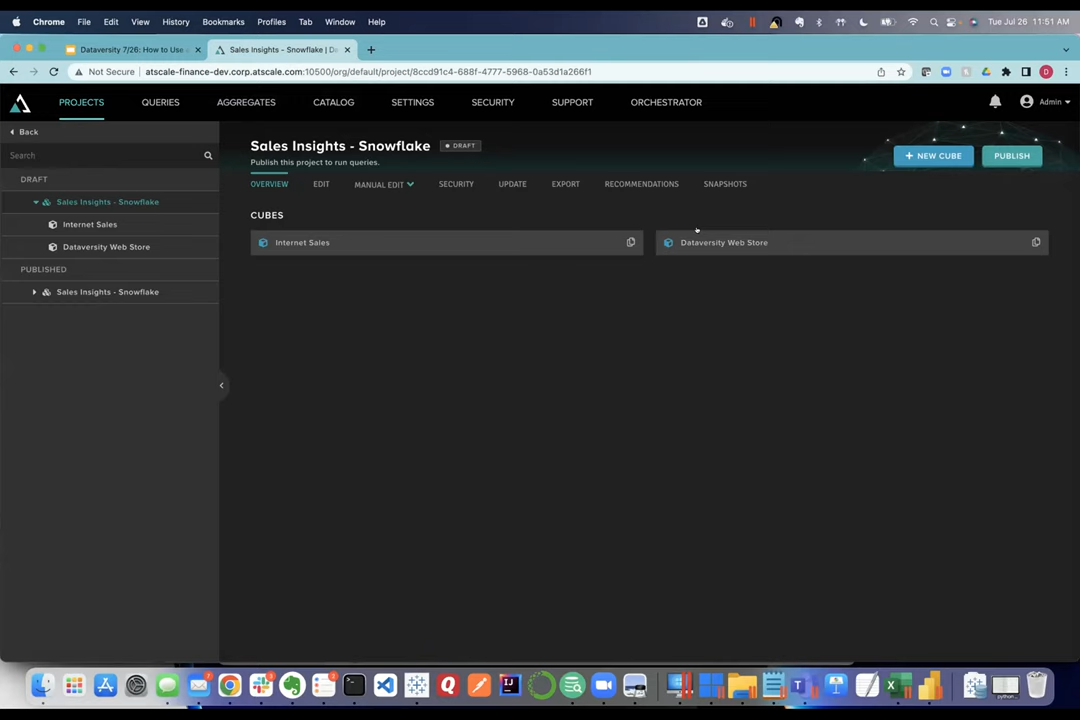 Chrome File Edit View History Bookmarks Profiles Tab Window Help
Tue Jul 26 11:51 AM
Dataversity 7/26: How to Use
Sales Insights - Snowflake | D
Not Secure atscale-finance-dev.corp.atscale.com:10500/org/default/project/8ccd91c4-688f-4777-5968-0a53d1a266f1
PROJECTS QUERIES AGGREGATES CATALOG SETTINGS SECURITY SUPPORT ORCHESTRATOR Admin
Back
Search
DRAFT
Sales Insights - Snowflake
Internet Sales
Dataversity Web Store
PUBLISHED
Sales Insights - Snowflake
Sales Insights - Snowflake DRAFT
Publish this project to run queries.
+ NEW CUBE PUBLISH
OVERVIEW EDIT MANUAL EDIT SECURITY UPDATE EXPORT RECOMMENDATIONS SNAPSHOTS
CUBES
Internet Sales
Dataversity Web Store